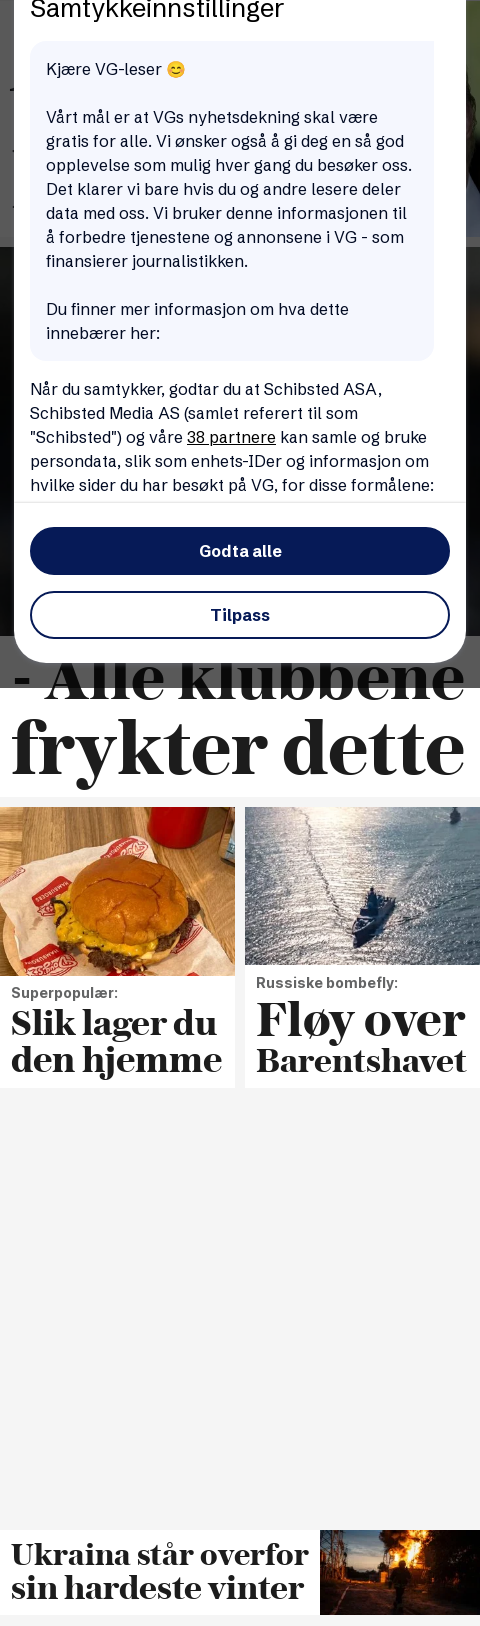 Samtykkeinnstillinger
Kjære VG-leser 😊
Vårt mål er at VGs nyhetsdekning skal være
gratis for alle. Vi ønsker også å gi deg en så god
opplevelse som mulig hver gang du besøker oss.
Det klarer vi bare hvis du og andre lesere deler
data med oss. Vi bruker denne informasjonen til
å forbedre tjenestene og annonsene i VG - som
finansierer journalistikken.
Du finner mer informasjon om hva dette
innebærer her:
Når du samtykker, godtar du at Schibsted ASA,
Schibsted Media AS (samlet referert til som
"Schibsted") og våre 38 partnere kan samle og bruke
persondata, slik som enhets-IDer og informasjon om
hvilke sider du har besøkt på VG, for disse formålene:
Godta alle
Tilpass
- Alle klubbene
frykter dette
Superpopulær:
Slik lager du
den hjemme
Russiske bombefly:
Fløy over
Barentshavet
Ukraina står overfor
sin hardeste vinter